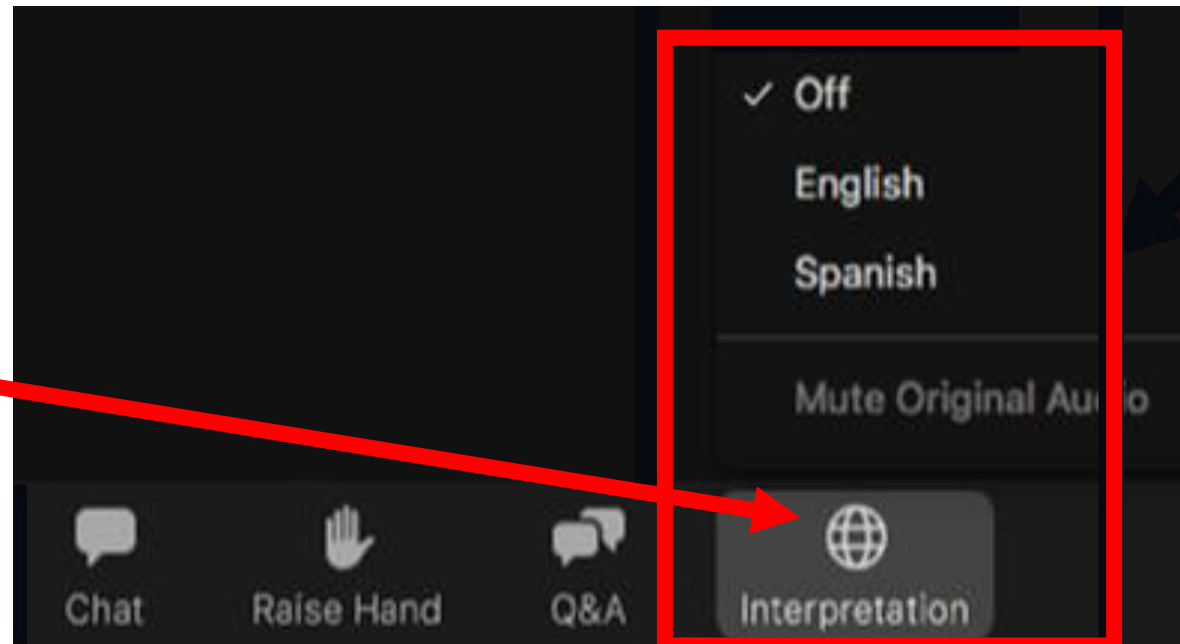 ✓ Off
English
Spanish
Mute Original Audio
Chat Raise Hand Q&A Interpretation